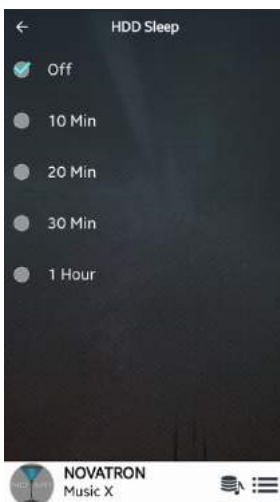 HDD Sleep
Off
10 Min
20 Min
30 Min
1 Hour
NOVATRON
Music X